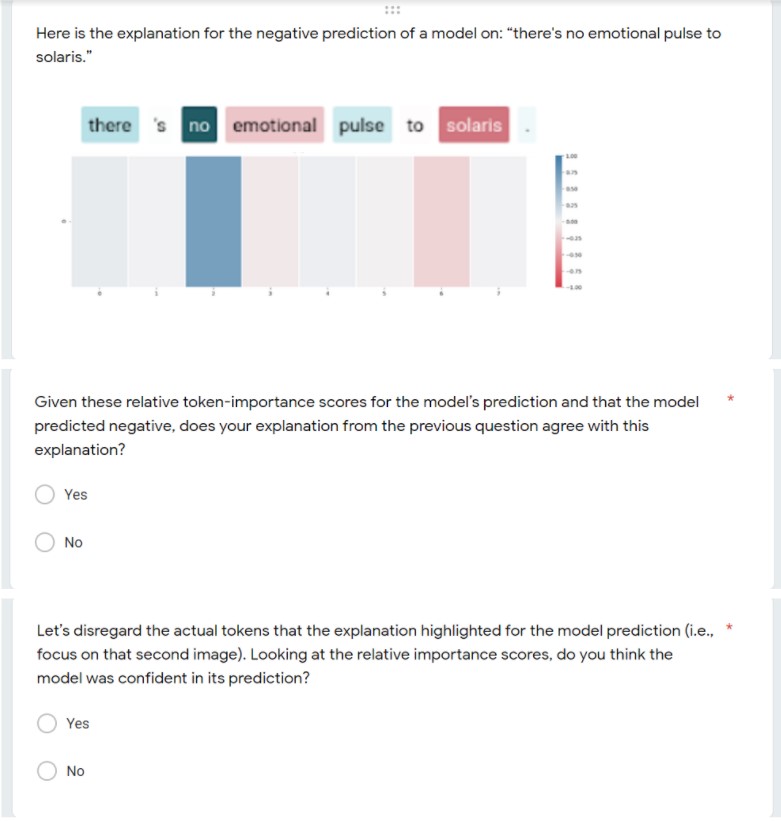 Here is the explanation for the negative prediction of a model on: “there's no emotional pulse to
solaris.”
there 's no emotional pulse to solaris .
1.00
0.75
0.50
0.25
0.00
-0.25
-0.50
-0.75
-1.00
0 1 2 3 4 5 6 7
Given these relative token-importance scores for the model's prediction and that the model *
predicted negative, does your explanation from the previous question agree with this
explanation?
Yes
No
Let's disregard the actual tokens that the explanation highlighted for the model prediction (i.e., *
focus on that second image). Looking at the relative importance scores, do you think the
model was confident in its prediction?
Yes
No